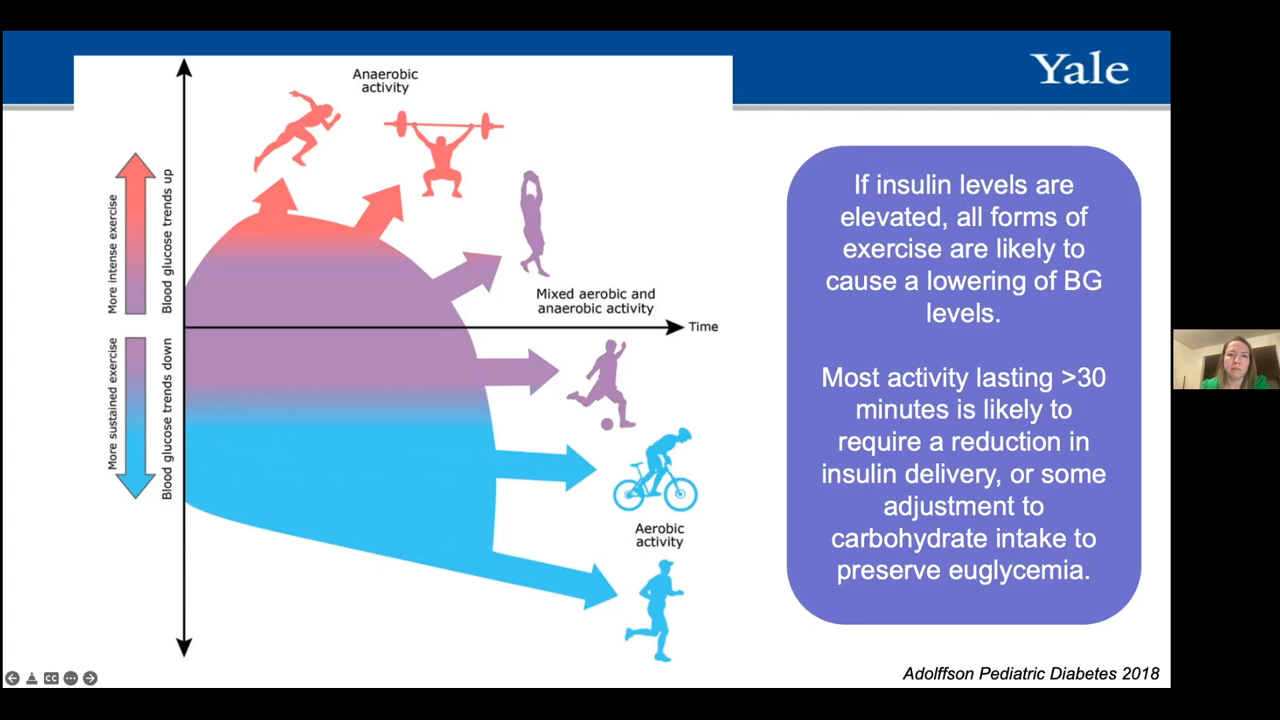 Yale
Anaerobic
activity
More intense exercise
Blood glucose trends up
Mixed aerobic and
anaerobic activity
Time
More sustained exercise
Blood glucose trends down
Aerobic
activity
If insulin levels are
elevated, all forms of
exercise are likely to
cause a lowering of BG
levels.
Most activity lasting >30
minutes is likely to
require a reduction in
insulin delivery, or some
adjustment to
carbohydrate intake to
preserve euglycemia.
CC
Adolffson Pediatric Diabetes 2018